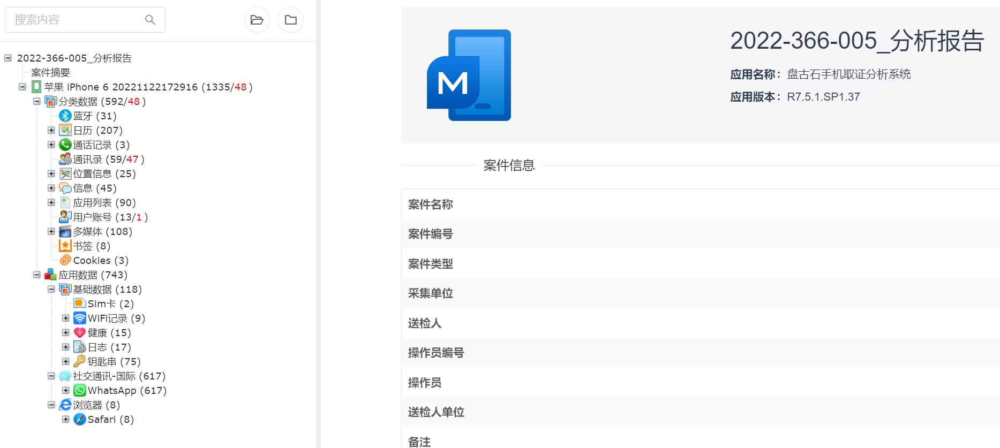 搜索内容
2022-366-005_分析报告
案件摘要
苹果 iPhone 6 20221122172916 (1335/48 )
分类数据 (592/48 )
蓝牙 (31)
日历 (207)
通话记录 (3)
通讯录 (59/47 )
位置信息 (25)
信息 (45)
应用列表 (90)
用户账号 (13/1 )
多媒体 (108)
书签 (8)
Cookies (3)
应用数据 (743)
基础数据 (118)
Sim卡 (2)
WiFi记录 (9)
健康 (15)
日志 (17)
钥匙串 (75)
社交通讯-国际 (617)
WhatsApp (617)
浏览器 (8)
Safari (8)
M
2022-366-005_分析报告
应用名称： 盘古石手机取证分析系统
应用版本： R7.5.1.SP1.37
案件信息
案件名称
案件编号
案件类型
采集单位
送检人
操作员编号
操作员
送检人单位
备注